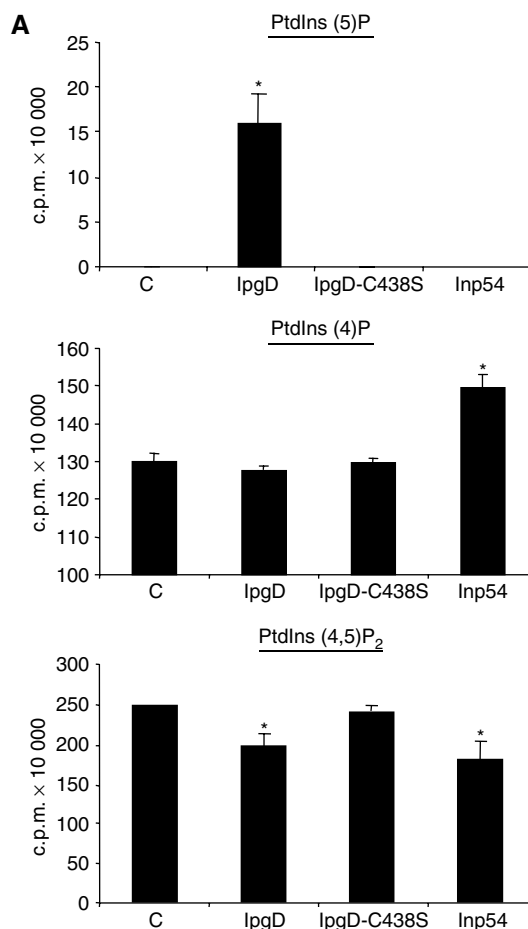 A
PtdIns (5)P
c.p.m. × 10 000
25
20
15
10
5
0
*
C IpgD IpgD-C438S Inp54
PtdIns (4)P
c.p.m. × 10 000
160
150
140
130
120
110
100
*
C IpgD IpgD-C438S Inp54
PtdIns (4,5)P₂
c.p.m. × 10 000
300
250
200
150
100
50
0
* *
C IpgD IpgD-C438S Inp54